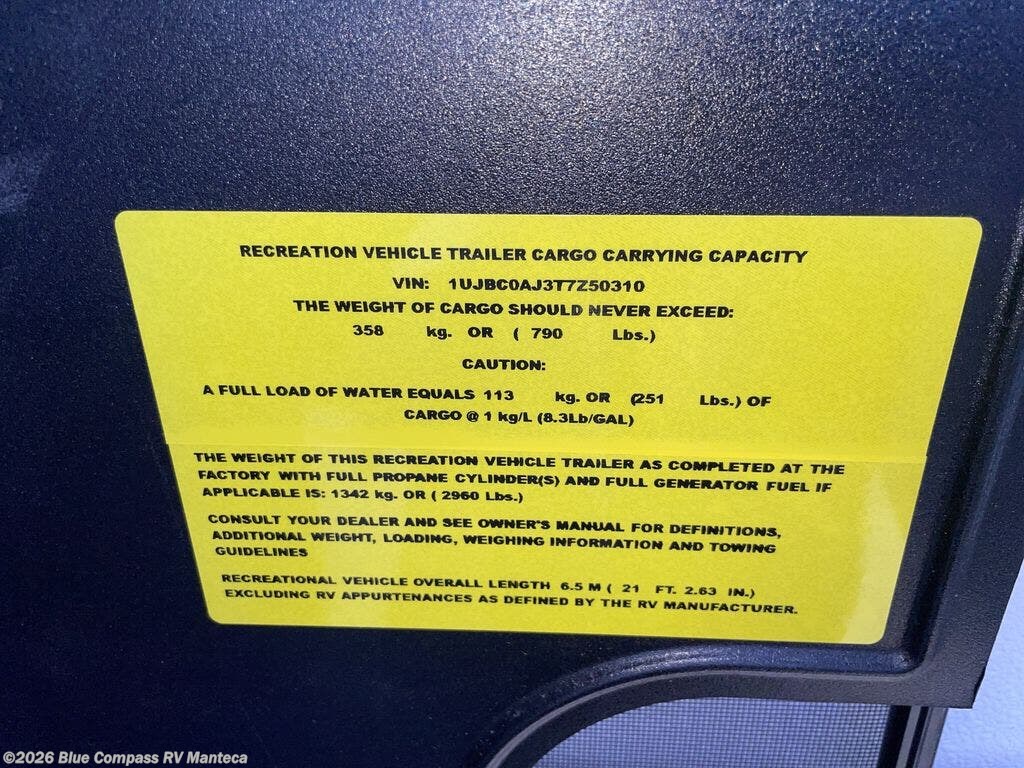 RECREATION VEHICLE TRAILER CARGO CARRYING CAPACITY
VIN: 1UJBC0AJ3T7Z50310
THE WEIGHT OF CARGO SHOULD NEVER EXCEED:
358 kg. OR ( 790 Lbs.)
CAUTION:
A FULL LOAD OF WATER EQUALS 113 kg. OR (251 Lbs.) OF
CARGO @ 1 kg/L (8.3Lb/GAL)
THE WEIGHT OF THIS RECREATION VEHICLE TRAILER AS COMPLETED AT THE
FACTORY WITH FULL PROPANE CYLINDER(S) AND FULL GENERATOR FUEL IF
APPLICABLE IS: 1342 kg. OR ( 2960 Lbs.)
CONSULT YOUR DEALER AND SEE OWNER'S MANUAL FOR DEFINITIONS,
ADDITIONAL WEIGHT, LOADING, WEIGHING INFORMATION AND TOWING
GUIDELINES
RECREATIONAL VEHICLE OVERALL LENGTH 6.5 M ( 21 FT. 2.63 IN.)
EXCLUDING RV APPURTENANCES AS DEFINED BY THE RV MANUFACTURER.
©2026 Blue Compass RV Manteca